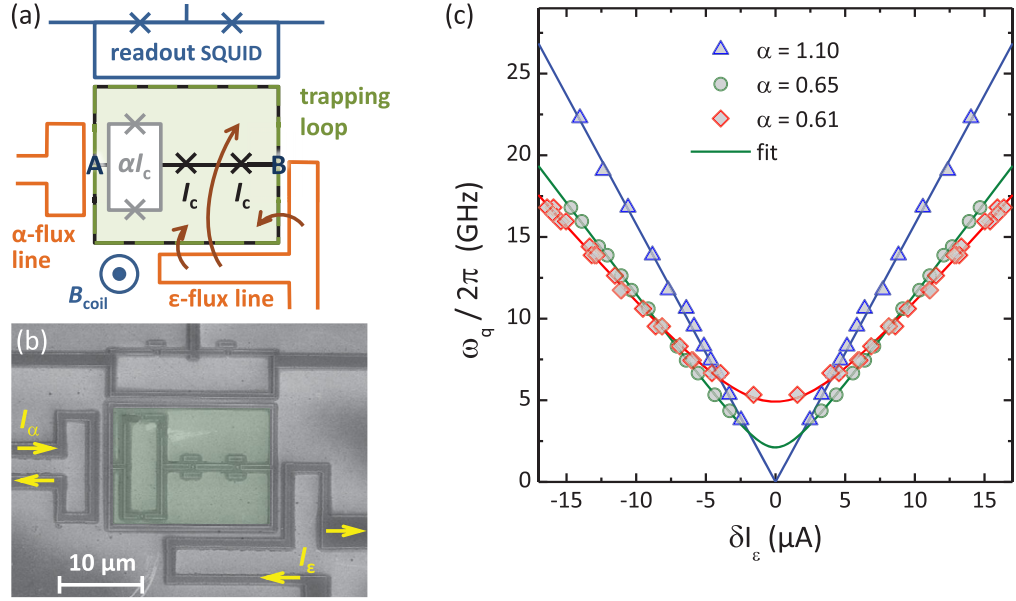 (a)
readout SQUID
trapping
loop
A
αI_c
B
I_c
I_c
α-flux
line
B_coil
ε-flux line
(b)
I_α
10 μm
I_ε
(c)
ω_q / 2π (GHz)
25
20
15
10
5
0
α = 1.10
α = 0.65
α = 0.61
fit
-15
-10
-5
0
5
10
15
δI_ε (μA)